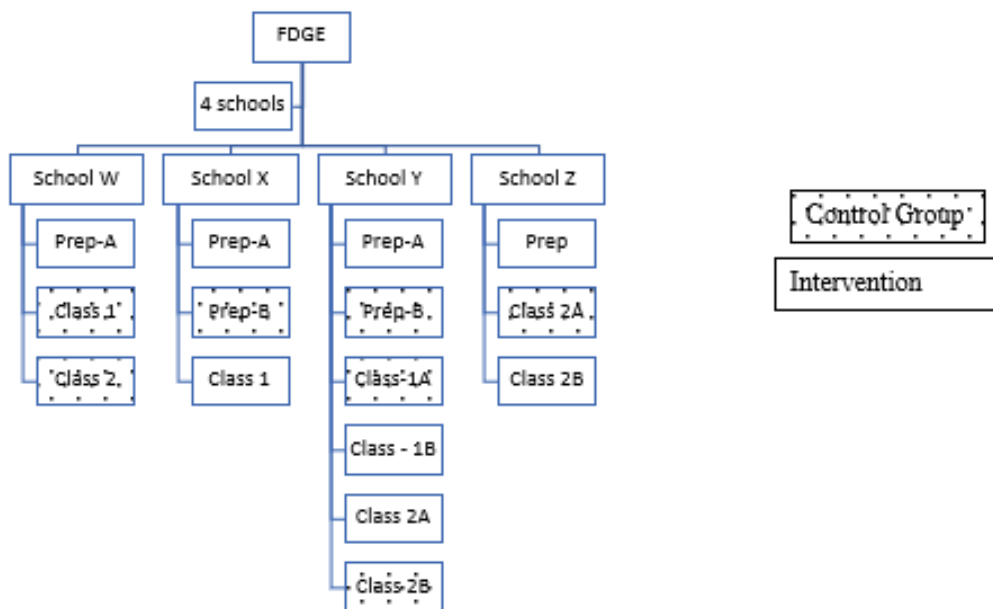 FDGE
4 schools
School W
School X
School Y
School Z
Prep-A
Prep-A
Prep-A
Prep
Class 1
Prep-B
Prep-B
Class 2A
Class 2
Class 1
Class-1A
Class 2B
Class - 1B
Class 2A
Class-2B
Control Group
Intervention